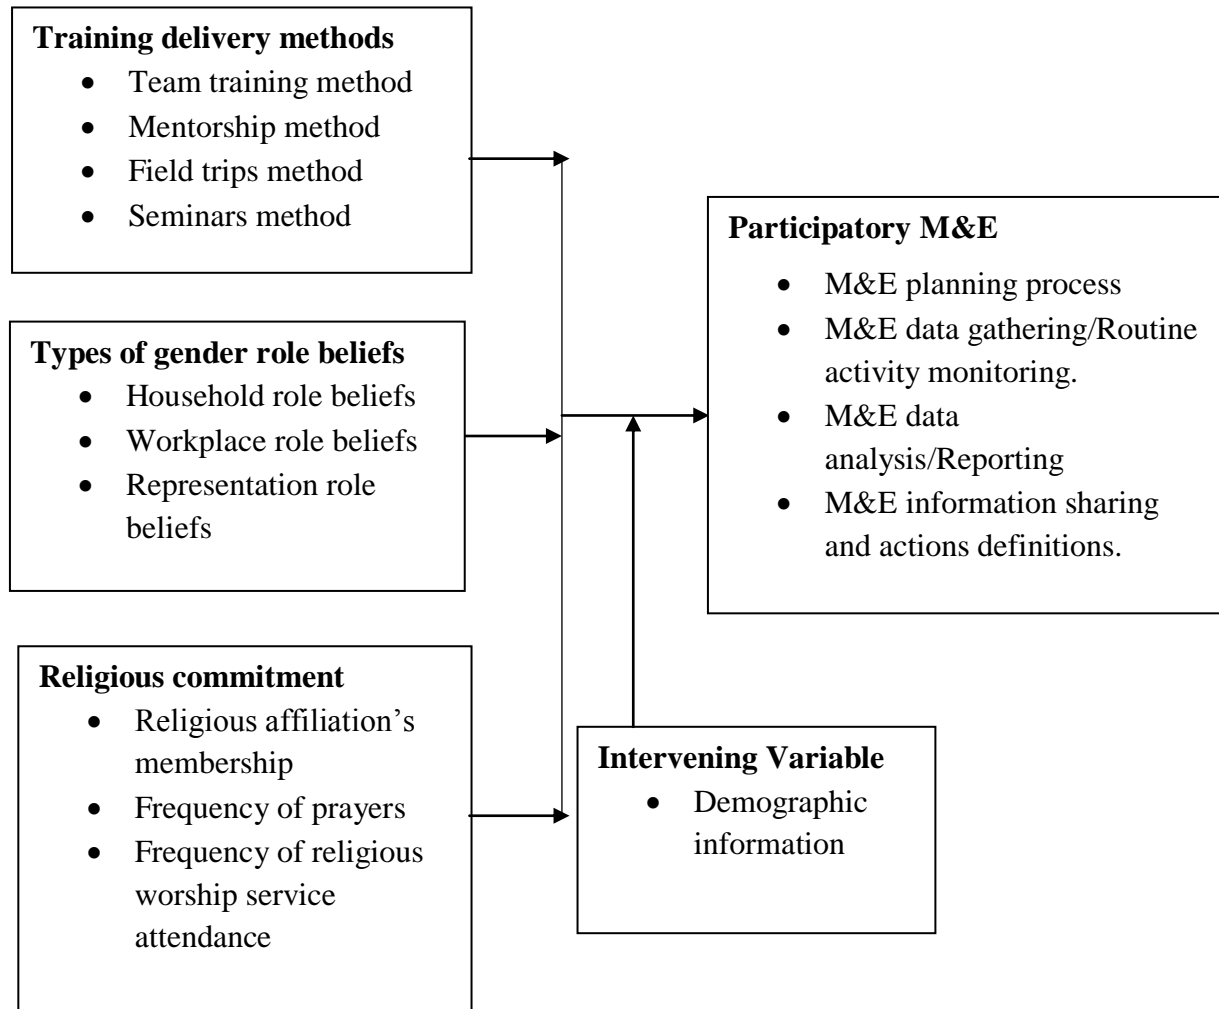 Training delivery methods
• Team training method
• Mentorship method
• Field trips method
• Seminars method
Types of gender role beliefs
• Household role beliefs
• Workplace role beliefs
• Representation role
beliefs
Religious commitment
• Religious affiliation’s
membership
• Frequency of prayers
• Frequency of religious
worship service
attendance
Participatory M&E
• M&E planning process
• M&E data gathering/Routine
activity monitoring.
• M&E data
analysis/Reporting
• M&E information sharing
and actions definitions.
Intervening Variable
• Demographic
information